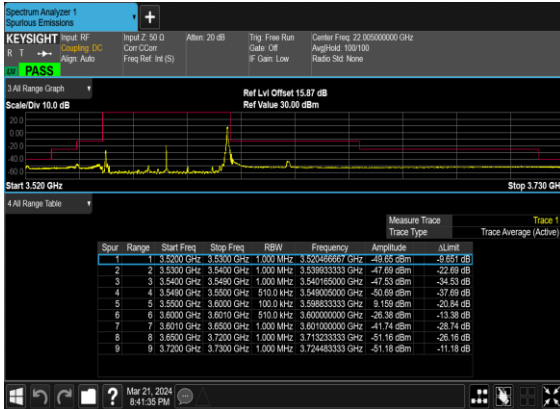 Spectrum Analyzer 1
Spurious Emissions
KEYSIGHT Input: RF Input Z: 50 Ω Atten: 20 dB Trig: Free Run Center Freq: 22.005000000 GHz
R T Coupling: DC Corr CCorr Gate: Off Avg|Hold: 100/100
Align: Auto Freq Ref: Int (S) IF Gain: Low Radio Std: None
PASS
3 All Range Graph
Ref Lvl Offset 15.87 dB
Scale/Div 10.0 dB Ref Value 30.00 dBm
20.0
0.00
-20.0
-40.0
-60.0
Start 3.520 GHz Stop 3.730 GH
4 All Range Table
Measure Trace Trace 1
Trace Type Trace Average (Active)
Spur Range Start Freq Stop Freq RBW Frequency Amplitude ΔLimit
1 1 3.5200 GHz 3.5300 GHz 1.000 MHz 3.520466667 GHz -49.65 dBm -9.651 dB
2 2 3.5300 GHz 3.5400 GHz 1.000 MHz 3.539933333 GHz -47.69 dBm -22.69 dB
3 3 3.5400 GHz 3.5490 GHz 1.000 MHz 3.540165000 GHz -47.53 dBm -34.53 dB
4 4 3.5490 GHz 3.5500 GHz 510.0 kHz 3.549005000 GHz -50.69 dBm -37.69 dB
5 5 3.5500 GHz 3.6000 GHz 100.0 kHz 3.598833333 GHz 9.159 dBm -20.84 dB
6 6 3.6000 GHz 3.6010 GHz 510.0 kHz 3.600000000 GHz -26.38 dBm -13.38 dB
7 7 3.6010 GHz 3.6500 GHz 1.000 MHz 3.601000000 GHz -41.74 dBm -28.74 dB
8 8 3.6500 GHz 3.7200 GHz 1.000 MHz 3.713233333 GHz -51.16 dBm -26.16 dB
9 9 3.7200 GHz 3.7300 GHz 1.000 MHz 3.724483333 GHz -51.18 dBm -11.18 dB
Mar 21, 2024
8:41:35 PM